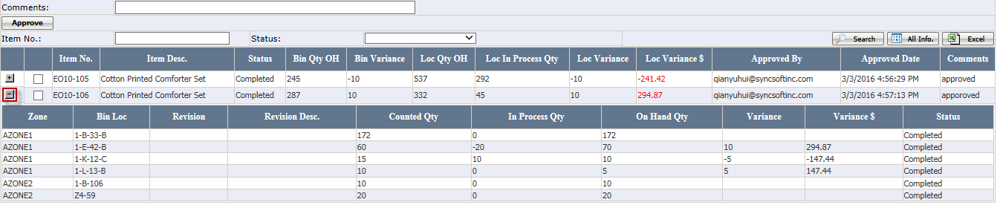 Comments:
Approve
Item No.: Status: Search All Info. Excel
Item No. Item Desc. Status Bin Qty OH Bin Variance Loc Qty OH Loc In Process Qty Loc Variance Loc Variance $ Approved By Approved Date Comments
EO10-105 Cotton Printed Comforter Set Completed 245 -10 537 292 -10 -241.42 qianyuhui@syncsoftinc.com 3/3/2016 4:56:29 PM approved
EO10-106 Cotton Printed Comforter Set Completed 287 10 332 45 10 294.87 qianyuhui@syncsoftinc.com 3/3/2016 4:57:13 PM apporoved
Zone Bin Loc Revision Revision Desc. Counted Qty In Process Qty On Hand Qty Variance Variance $ Status
AZONE1 1-B-33-B 172 0 172 Completed
AZONE1 1-E-42-B 60 -20 70 10 294.87 Completed
AZONE1 1-K-12-C 15 10 10 -5 -147.44 Completed
AZONE1 1-L-13-B 10 0 5 5 147.44 Completed
AZONE2 1-B-106 10 0 10 Completed
AZONE2 Z4-59 20 0 20 Completed